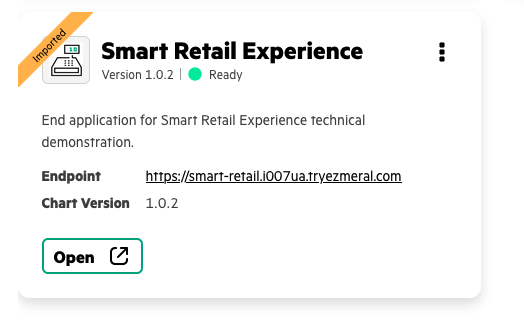 Imported
10
Smart Retail Experience
Version 1.0.2 | Ready
End application for Smart Retail Experience technical
demonstration.
Endpoint https://smart-retail.i007ua.tryezmeral.com
Chart Version 1.0.2
Open